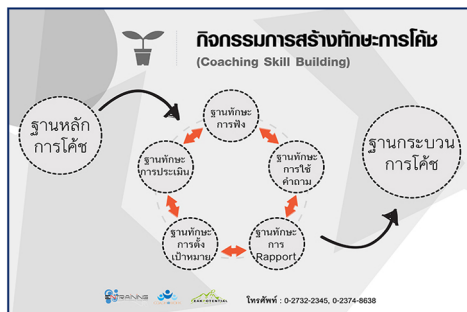 กิจกรรมการสร้างทักษะการโค้ช
(Coaching Skill Building)
ฐานหลัก
การโค้ช
ฐานทักษะ
การฟัง
ฐานทักษะ
การประเมิน
ฐานทักษะ
การใช้
คำถาม
ฐานทักษะ
การตั้ง
เป้าหมาย
ฐานทักษะ
การ
Rapport
ฐานกระบวน
การโค้ช
โทรศัพท์ : 0-2732-2345, 0-2374-8638